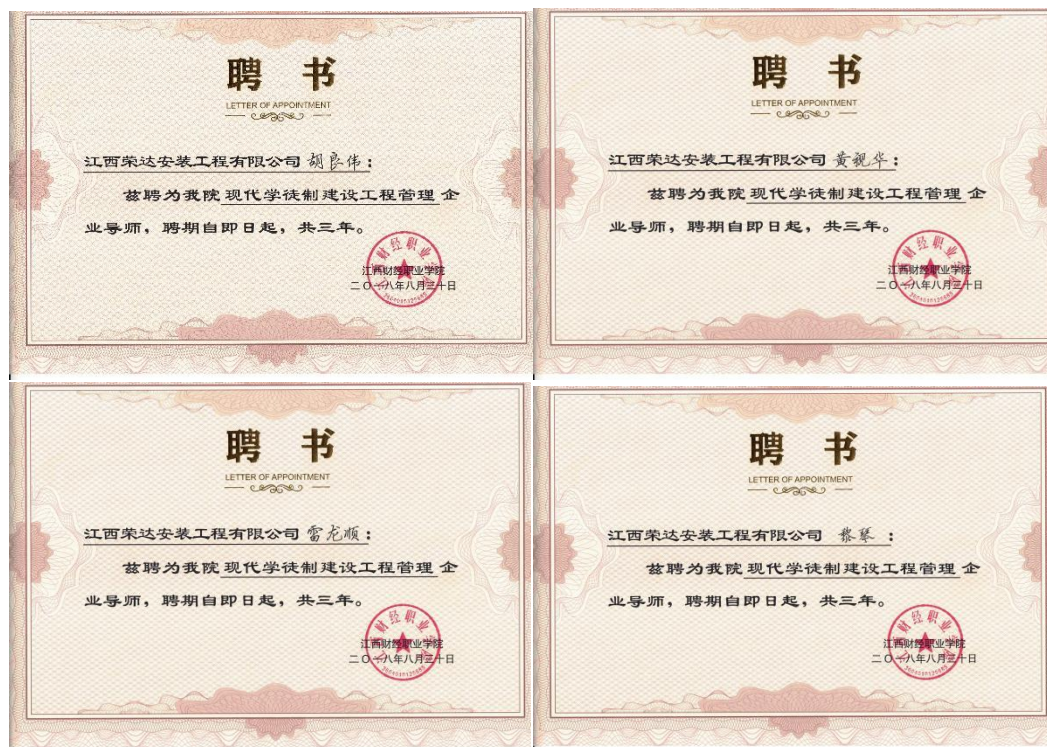 聘 书
LETTER OF APPOINTMENT
江西荣达安装工程有限公司 胡良伟：
兹聘为我院 现代学徒制建设工程管理 企
业导师，聘期自即日起，共三年。
江西财经职业学院
二〇一八年八月三十日
聘 书
LETTER OF APPOINTMENT
江西荣达安装工程有限公司 黄视华：
兹聘为我院 现代学徒制建设工程管理 企
业导师，聘期自即日起，共三年。
江西财经职业学院
二〇一八年八月三十日
聘 书
LETTER OF APPOINTMENT
江西荣达安装工程有限公司 雷龙顺：
兹聘为我院 现代学徒制建设工程管理 企
业导师，聘期自即日起，共三年。
江西财经职业学院
二〇一八年八月三十日
聘 书
LETTER OF APPOINTMENT
江西荣达安装工程有限公司 黎琴：
兹聘为我院 现代学徒制建设工程管理 企
业导师，聘期自即日起，共三年。
江西财经职业学院
二〇一八年八月三十日